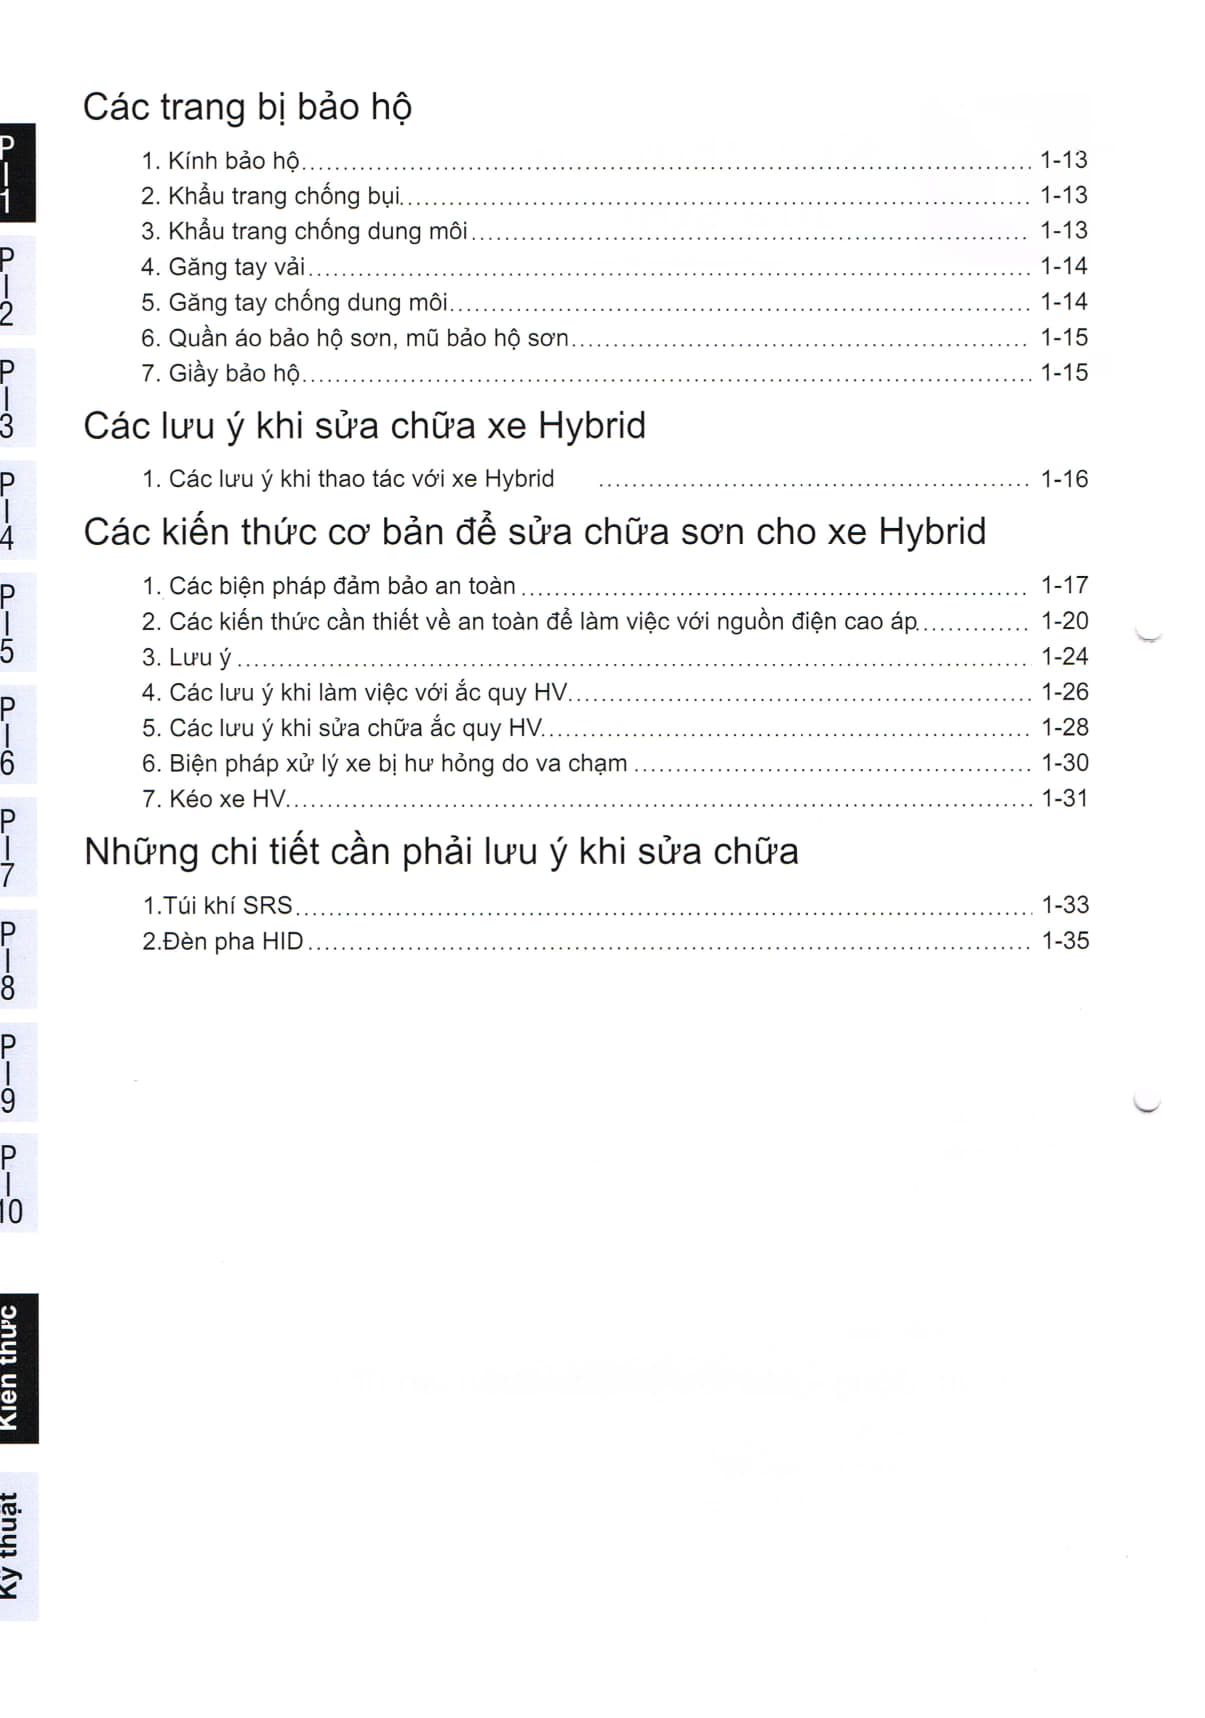 Các trang bị bảo hộ
1. Kính bảo hộ........ 1-13
2. Khẩu trang chống bụi........ 1-13
3. Khẩu trang chống dung môi........ 1-13
4. Găng tay vải........ 1-14
5. Găng tay chống dung môi........ 1-14
6. Quần áo bảo hộ sơn, mũ bảo hộ sơn........ 1-15
7. Giầy bảo hộ........ 1-15
Các lưu ý khi sửa chữa xe Hybrid
1. Các lưu ý khi thao tác với xe Hybrid ........ 1-16
Các kiến thức cơ bản để sửa chữa sơn cho xe Hybrid
1. Các biện pháp đảm bảo an toàn........ 1-17
2. Các kiến thức cần thiết về an toàn để làm việc với nguồn điện cao áp........ 1-20
3. Lưu ý........ 1-24
4. Các lưu ý khi làm việc với ắc quy HV........ 1-26
5. Các lưu ý khi sửa chữa ắc quy HV........ 1-28
6. Biện pháp xử lý xe bị hư hỏng do va chạm........ 1-30
7. Kéo xe HV........ 1-31
Những chi tiết cần phải lưu ý khi sửa chữa
1.Túi khí SRS........ 1-33
2.Đèn pha HID........ 1-35
P-1
P-2
P-3
P-4
P-5
P-6
P-7
P-8
P-9
P-10
Kiến thức
Kỹ thuật